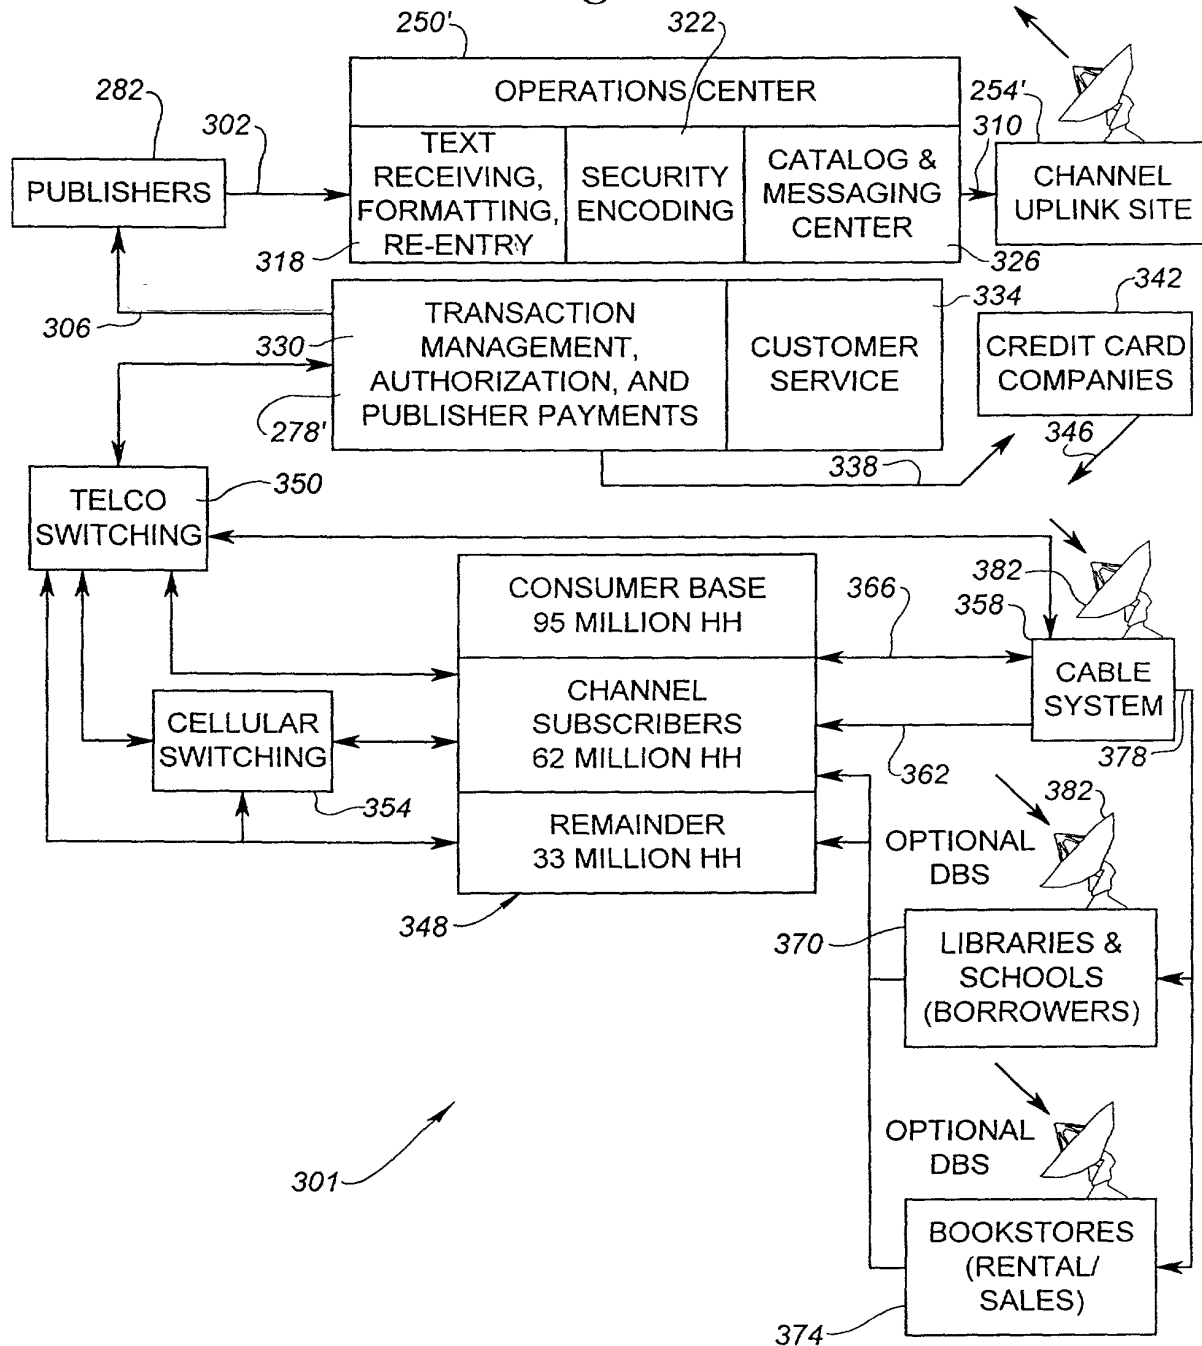 250'
322
OPERATIONS CENTER
282
302
PUBLISHERS
TEXT
RECEIVING,
FORMATTING,
RE-ENTRY
318
SECURITY
ENCODING
CATALOG &
MESSAGING
CENTER
326
310
254'
CHANNEL
UPLINK SITE
306
330
278'
TRANSACTION
MANAGEMENT,
AUTHORIZATION, AND
PUBLISHER PAYMENTS
334
CUSTOMER
SERVICE
342
CREDIT CARD
COMPANIES
346
338
TELCO
SWITCHING
350
CONSUMER BASE
95 MILLION HH
CHANNEL
SUBSCRIBERS
62 MILLION HH
REMAINDER
33 MILLION HH
348
CELLULAR
SWITCHING
354
366
362
382
358
CABLE
SYSTEM
378
382
OPTIONAL
DBS
370
LIBRARIES &
SCHOOLS
(BORROWERS)
OPTIONAL
DBS
BOOKSTORES
(RENTAL/
SALES)
374
301